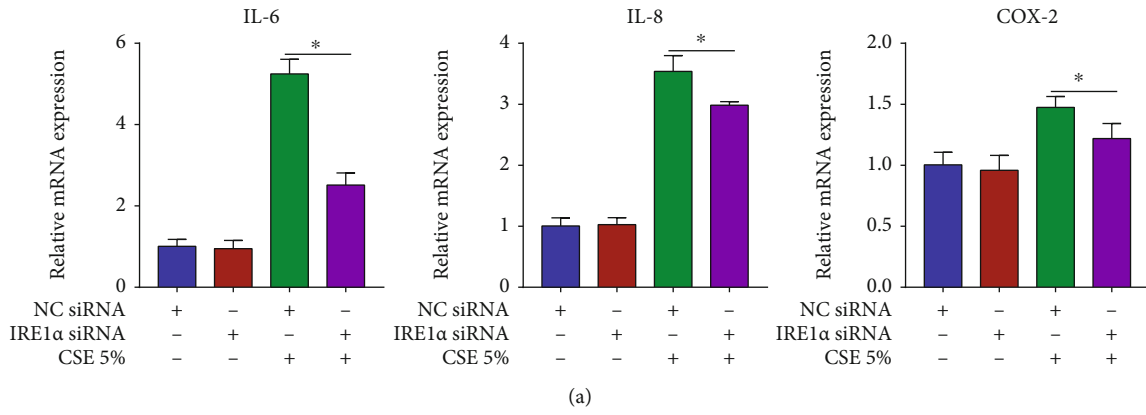 IL-6
Relative mRNA expression
6
4
2
0
*
NC siRNA + – + –
IRE1α siRNA – + – +
CSE 5% – – + +
IL-8
Relative mRNA expression
4
3
2
1
0
*
NC siRNA + – + –
IRE1α siRNA – + – +
CSE 5% – – + +
COX-2
Relative mRNA expression
2.0
1.5
1.0
0.5
0.0
*
NC siRNA + – + –
IRE1α siRNA – + – +
CSE 5% – – + +
(a)